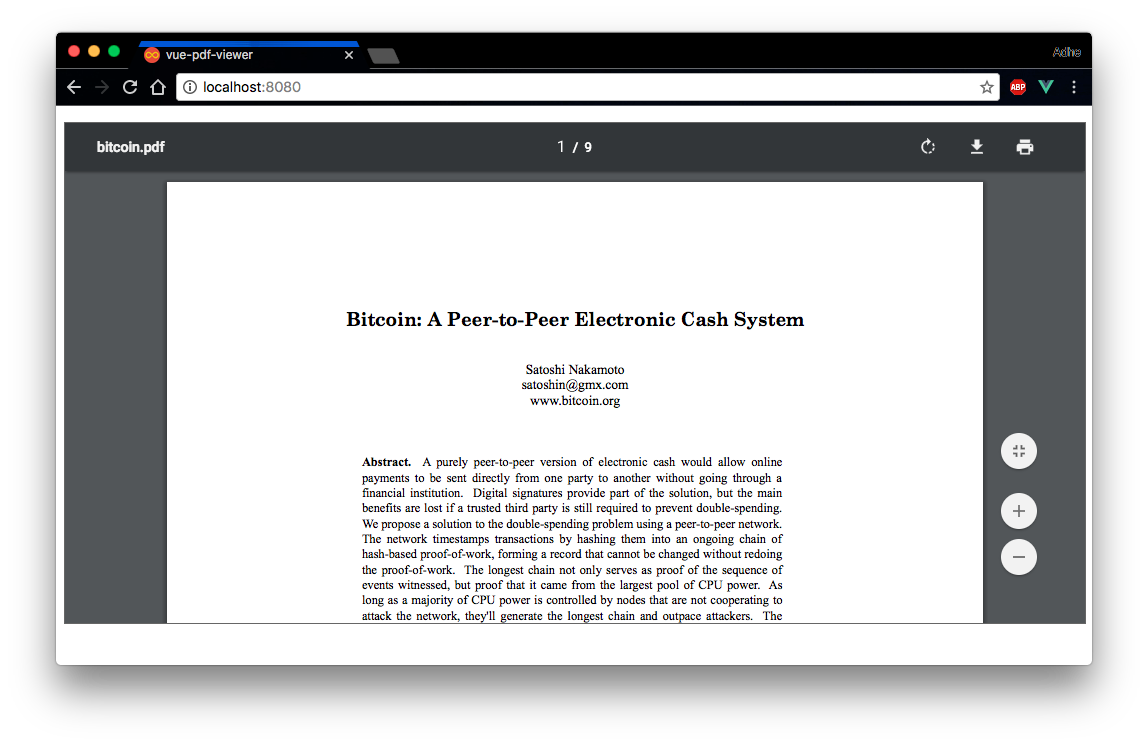 vue-pdf-viewer
Adhe
localhost:8080
ABP
bitcoin.pdf
1 / 9
Bitcoin: A Peer-to-Peer Electronic Cash System
Satoshi Nakamoto
satoshin@gmx.com
www.bitcoin.org
Abstract. A purely peer-to-peer version of electronic cash would allow online
payments to be sent directly from one party to another without going through a
financial institution. Digital signatures provide part of the solution, but the main
benefits are lost if a trusted third party is still required to prevent double-spending.
We propose a solution to the double-spending problem using a peer-to-peer network.
The network timestamps transactions by hashing them into an ongoing chain of
hash-based proof-of-work, forming a record that cannot be changed without redoing
the proof-of-work. The longest chain not only serves as proof of the sequence of
events witnessed, but proof that it came from the largest pool of CPU power. As
long as a majority of CPU power is controlled by nodes that are not cooperating to
attack the network, they'll generate the longest chain and outpace attackers. The